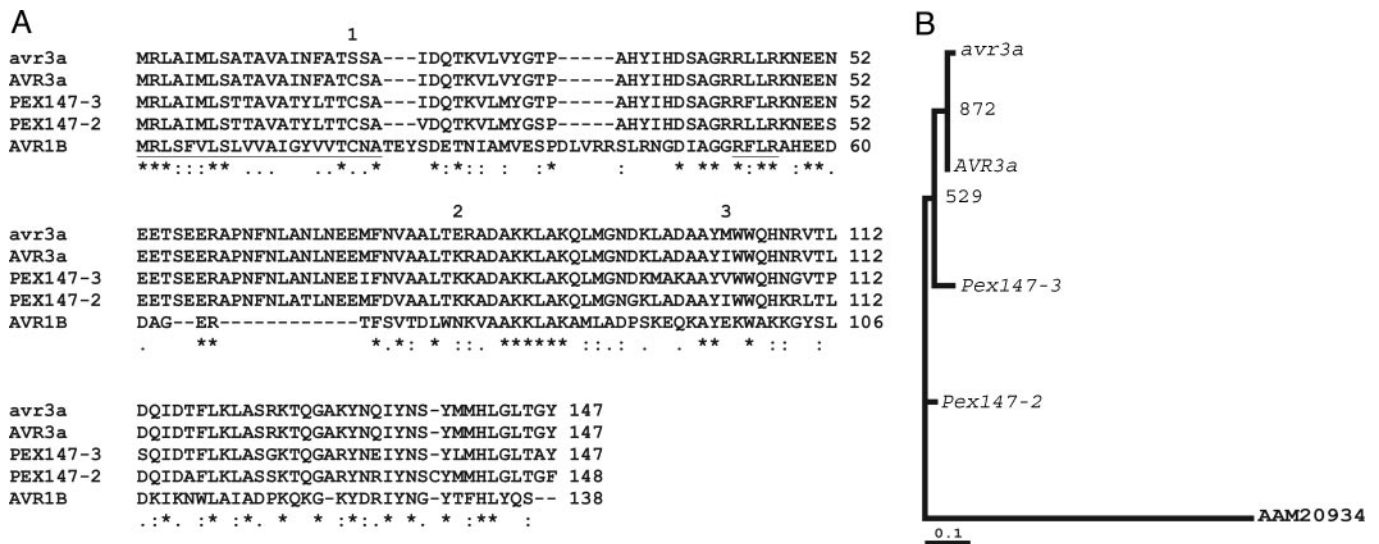 A
1
avr3a MRLAIMLSATAVAINFATSSA---IDQTKVLVYGTP-----AHYIHDSAGRRLLRKNEEN 52
AVR3a MRLAIMLSATAVAINFATCSA---IDQTKVLVYGTP-----AHYIHDSAGRRLLRKNEEN 52
PEX147-3 MRLAIMLSTTAVATYLTTCSA---IDQTKVLMYGTP-----AHYIHDSAGRRFLRKNEEN 52
PEX147-2 MRLAIMLSTTAVATYLTTCSA---VDQTKVLMYGSP-----AHYIHDSAGRRLLRKNEES 52
AVR1B MRLSFVLSLVVAIGYVVTCNATEYSDETNIAMVESPDLVRRSLRNGDIAGGRFLRAHEED 60
***:::** ... *..* *:*: : * : * ** *:** :**.
2 3
avr3a EETSEERAPNFNLANLNEEMFNVAALTERADAKKLAKQLMGNDKLADAAYMWWQHNRVTL 112
AVR3a EETSEERAPNFNLANLNEEMFNVAALTKRADAKKLAKQLMGNDKLADAAYIWWQHNRVTL 112
PEX147-3 EETSEERAPNFNLANLNEEIFNVAALTKKADAKKLAKQLMGNDKMAKAAYVWWQHNGVTP 112
PEX147-2 EETSEERAPNFNLATLNEEMFDVAALTKKADAKKLAKQLMGNGKLADAAYIWWQHKRLTL 112
AVR1B DAG--ER------------TFSVTDLWNKVAAKKLAKAMLADPSKEQKAYEKWAKKGYSL 106
. ** *.*: * ::. ****** ::.: . . ** * :: :
avr3a DQIDTFLKLASRKTQGAKYNQIYNS-YMMHLGLTGY 147
AVR3a DQIDTFLKLASRKTQGAKYNQIYNS-YMMHLGLTGY 147
PEX147-3 SQIDTFLKLASGKTQGARYNEIYNS-YLMHLGLTAY 147
PEX147-2 DQIDAFLKLASSKTQGARYNRIYNSCYMMHLGLTGF 148
AVR1B DKIKNWLAIADPKQKG-KYDRIYNG-YTFHLYQS-- 138
.:*. :* :*. * :* :*:.***. * :** :
B
avr3a
872
AVR3a
529
Pex147-3
Pex147-2
AAM20934
0.1